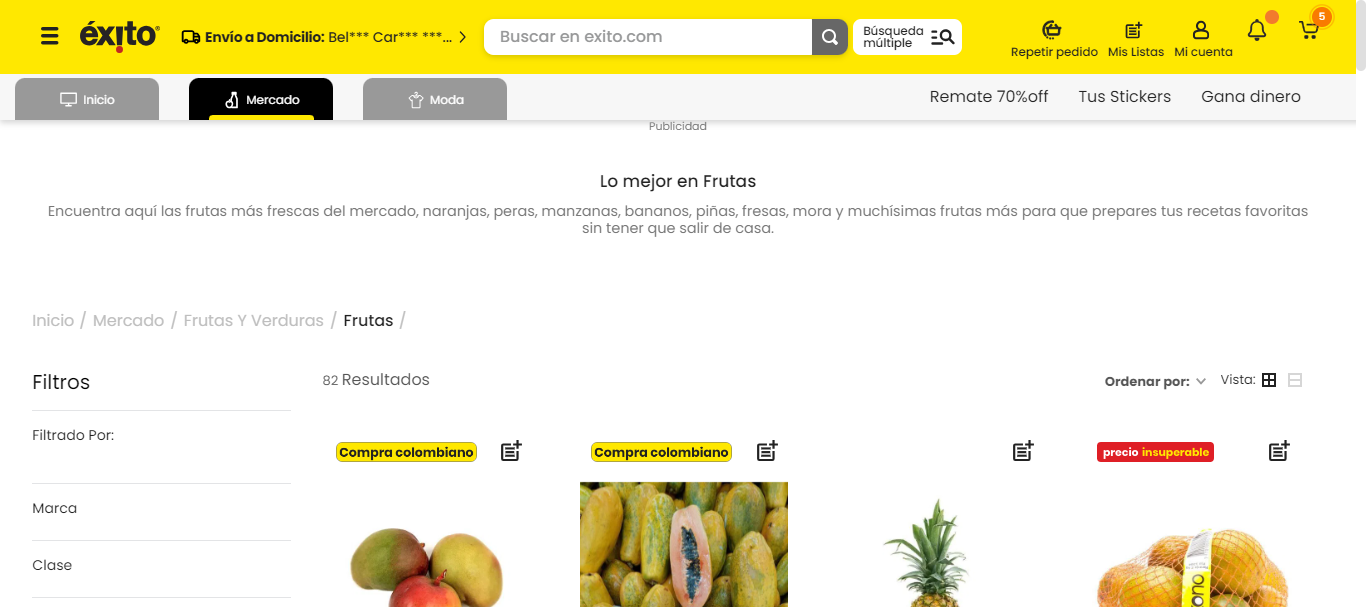 éxito
Envío a Domicilio: Bel*** Car*** ***...
Buscar en exito.com
Búsqueda
múltiple
Repetir pedido
Mis Listas
Mi cuenta
5
Inicio
Mercado
Moda
Remate 70%off
Tus Stickers
Gana dinero
Publicidad
Lo mejor en Frutas
Encuentra aquí las frutas más frescas del mercado, naranjas, peras, manzanas, bananos, piñas, fresas, mora y muchísimas frutas más para que prepares tus recetas favoritas
sin tener que salir de casa.
Inicio / Mercado / Frutas Y Verduras / Frutas /
Filtros
82 Resultados
Ordenar por:
Vista:
Filtrado Por:
Marca
Clase
Compra colombiano
Compra colombiano
precio insuperable